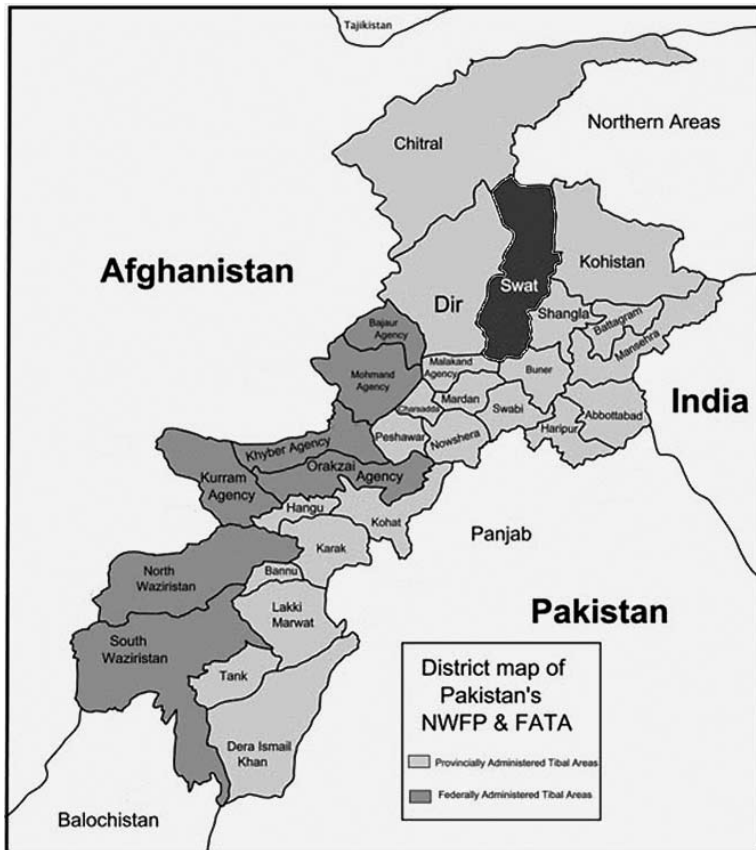 Tajikistan
Northern Areas
Chitral
Afghanistan
Kohistan
Swat
Dir
Shangla
Battagram
Bajaur
Agency
Mansehra
Malakand
Agency
Buner
Mohmand
Agency
India
Mardan
Charsadda
Swabi
Abbottabad
Haripur
Peshawar
Nowshera
Khyber Agency
Orakzai
Agency
Kurram
Agency
Hangu
Kohat
Panjab
Karak
North
Waziristan
Bannu
Lakki
Marwat
Pakistan
South
Waziristan
Tank
District map of
Pakistan's
NWFP & FATA
Dera Ismail
Khan
Provincially Administered Tibal Areas
Federally Administered Tibal Areas
Balochistan